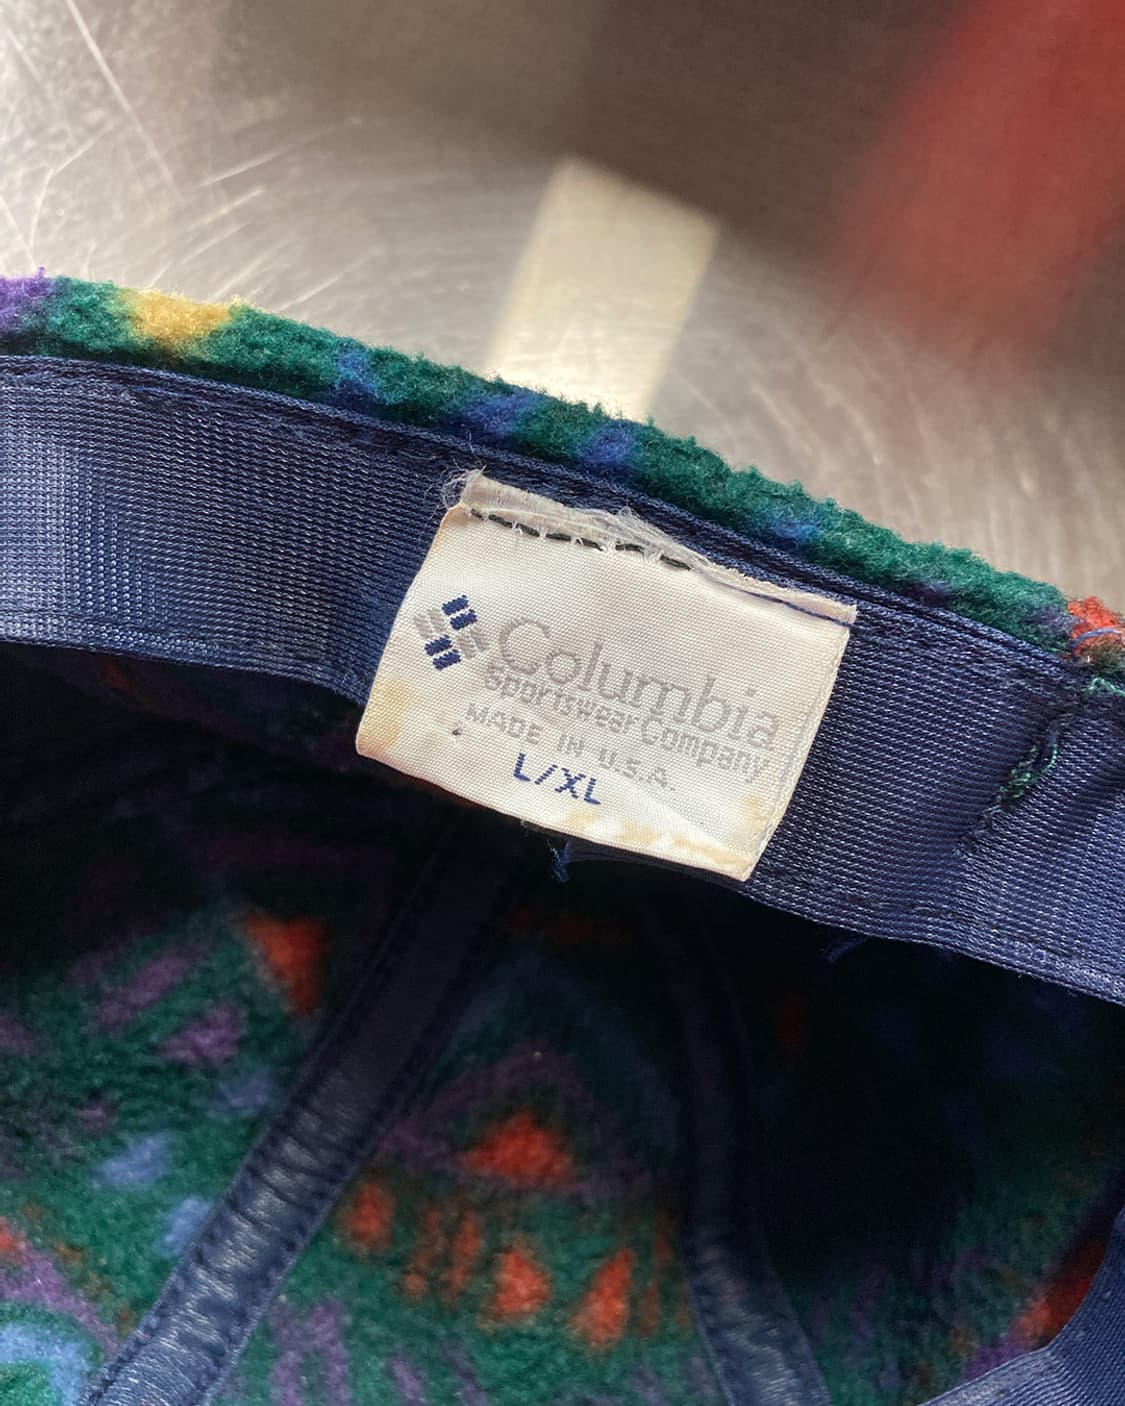 Columbia
Sportswear Company
MADE IN U.S.A.
L/XL